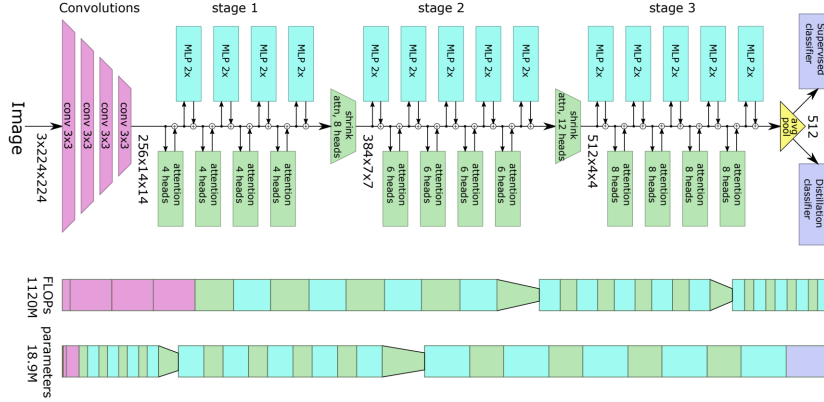 Convolutions
stage 1
stage 2
stage 3
Image
3x224x224
conv 3x3
conv 3x3
conv 3x3
conv 3x3
256x14x14
MLP 2x
MLP 2x
MLP 2x
MLP 2x
attention
4 heads
attention
4 heads
attention
4 heads
attention
4 heads
shrink
attn, 8 heads
384x7x7
MLP 2x
MLP 2x
MLP 2x
MLP 2x
MLP 2x
attention
6 heads
attention
6 heads
attention
6 heads
attention
6 heads
shrink
attn, 12 heads
512x4x4
MLP 2x
MLP 2x
MLP 2x
MLP 2x
MLP 2x
attention
8 heads
attention
8 heads
attention
8 heads
attention
8 heads
avg
pool
512
Supervised
classifier
Distillation
classifier
FLOPs
1120M
parameters
18.9M